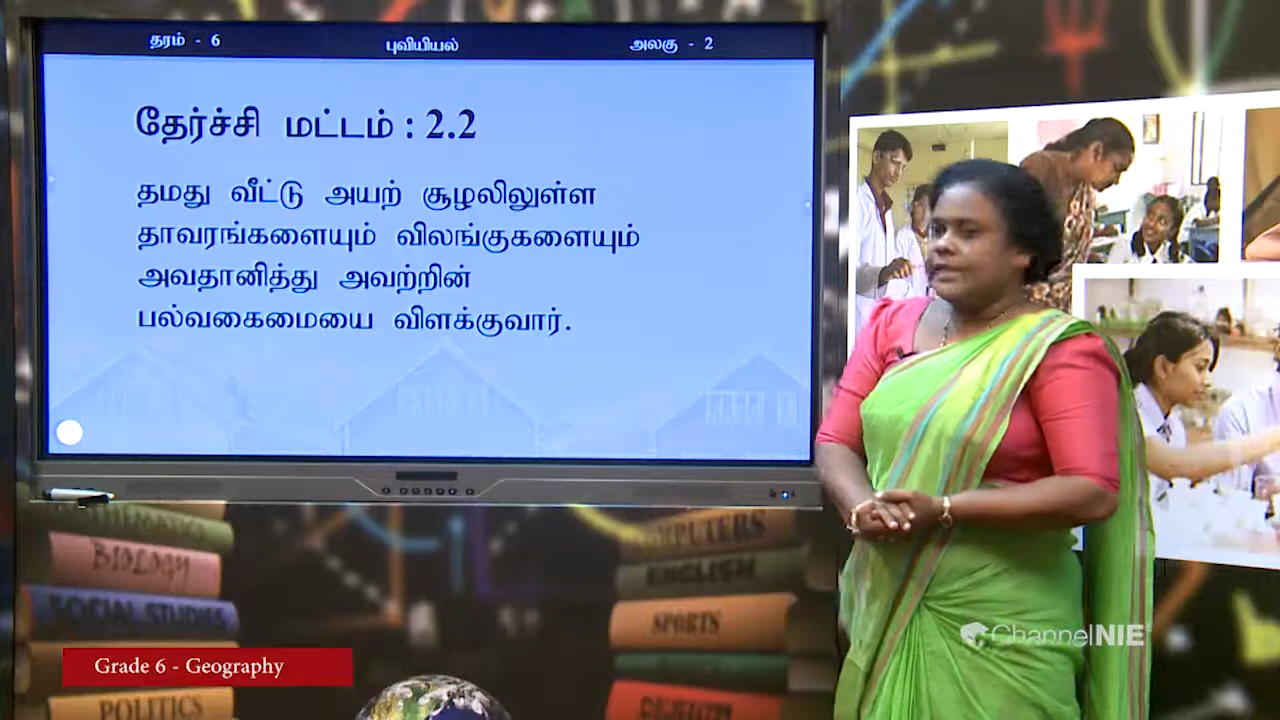 தரம் - 6
புவியியல்
அலகு - 2
தேர்ச்சி மட்டம் : 2.2
தமது வீட்டு அயற் சூழலிலுள்ள
தாவரங்களையும் விலங்குகளையும்
அவதானித்து அவற்றின்
பல்வகைமையை விளக்குவார்.
MATHEMATICS
BIOLOGY
SOCIAL STUDIES
POLITICS
COMPUTERS
ENGLISH
SPORTS
Grade 6 - Geography
ChannelNIE